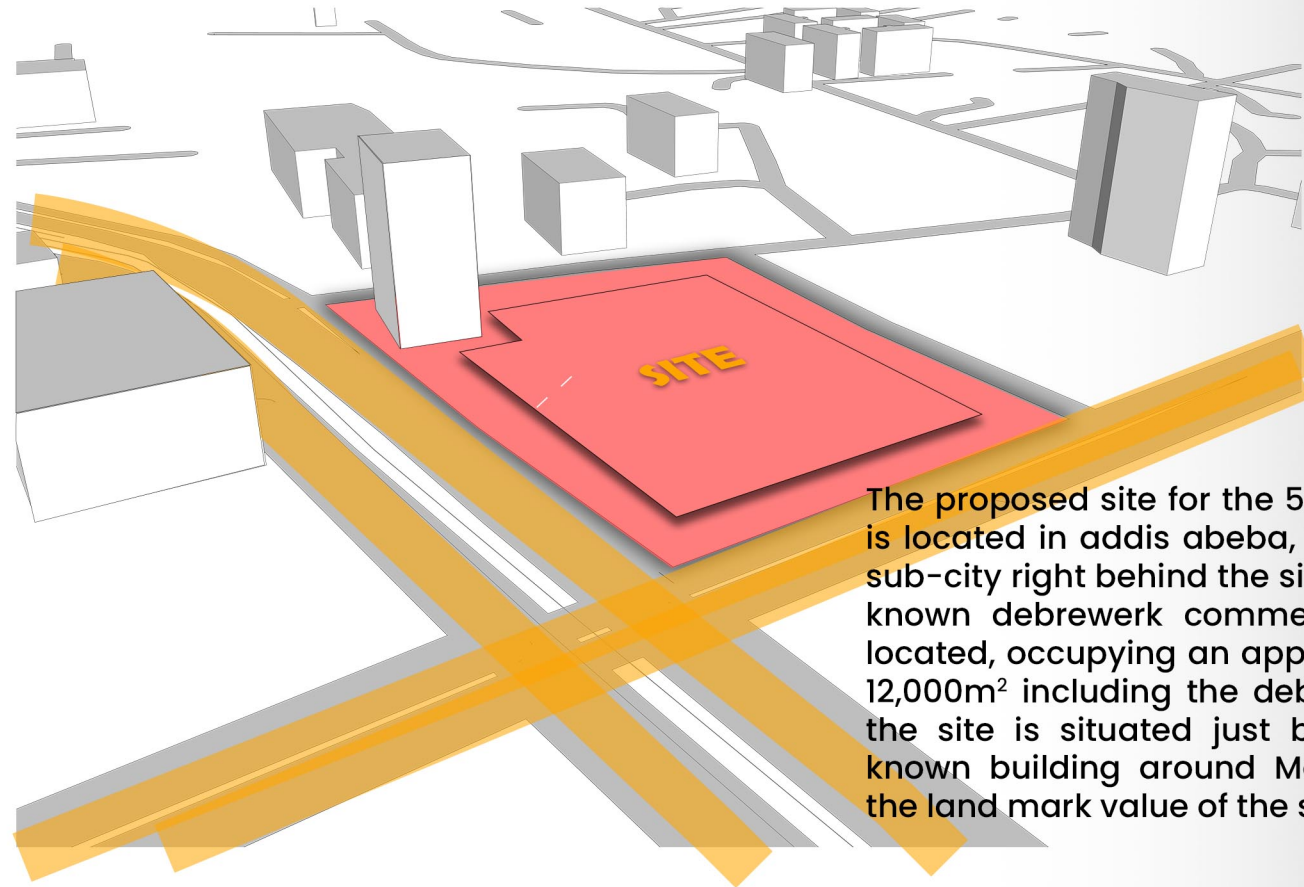 SITE
The proposed site for the 5
is located in addis abeba,
sub-city right behind the si
known debrewerk comme
located, occupying an app
12,000m² including the deb
the site is situated just b
known building around M
the land mark value of the s